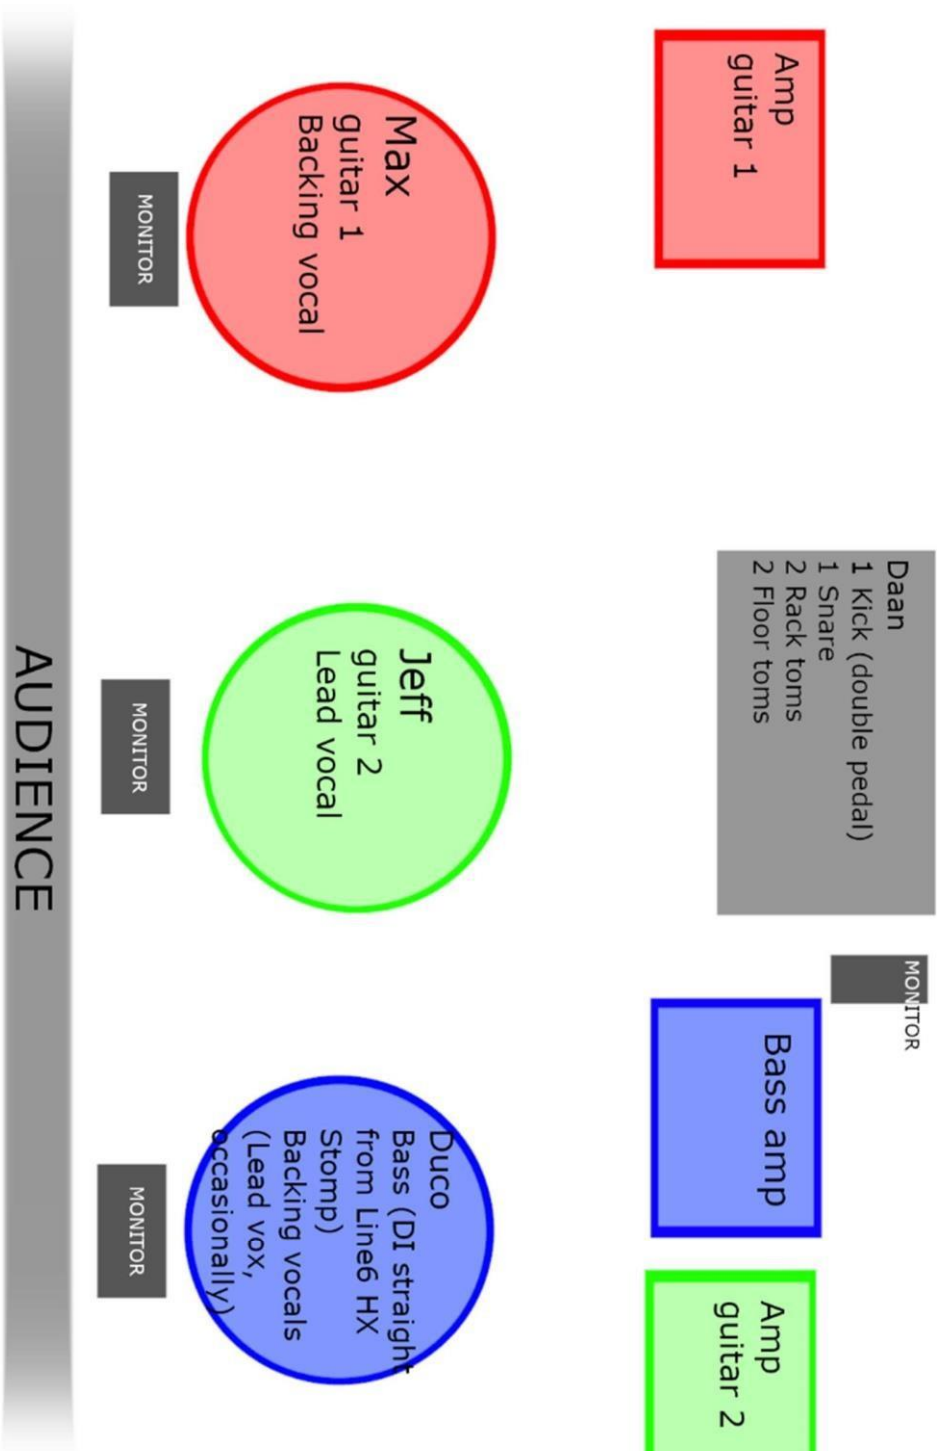 Amp
guitar 1
Daan
1 Kick (double pedal)
1 Snare
2 Rack toms
2 Floor toms
MONITOR
Bass amp
Amp
guitar 2
Max
guitar 1
Backing vocal
Jeff
guitar 2
Lead vocal
Duco
Bass (DI straight
from Line6 HX
Stomp)
Backing vocals
(Lead vox,
occasionally)
MONITOR
MONITOR
MONITOR
AUDIENCE